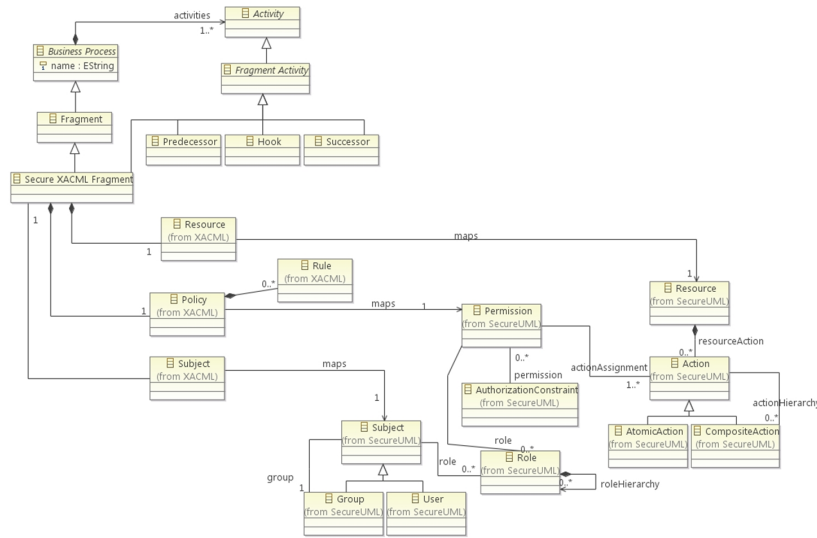 activities
1..*
Activity
Business Process
name : EString
Fragment Activity
Fragment
Predecessor
Hook
Successor
Secure XACML Fragment
1
Resource
(from XACML)
1
maps
1
Resource
(from SecureUML)
Rule
(from XACML)
0..*
Policy
(from XACML)
1
maps
1
Permission
(from SecureUML)
resourceAction
0..*
Subject
(from XACML)
maps
1
0..*
permission
actionAssignment
1..*
Action
(from SecureUML)
AuthorizationConstraint
(from SecureUML)
actionHierarchy
0..*
Subject
(from SecureUML)
AtomicAction
(from SecureUML)
CompositeAction
(from SecureUML)
role
0..*
role
0..*
Role
(from SecureUML)
0..*
roleHierarchy
group
1
Group
(from SecureUML)
User
(from SecureUML)